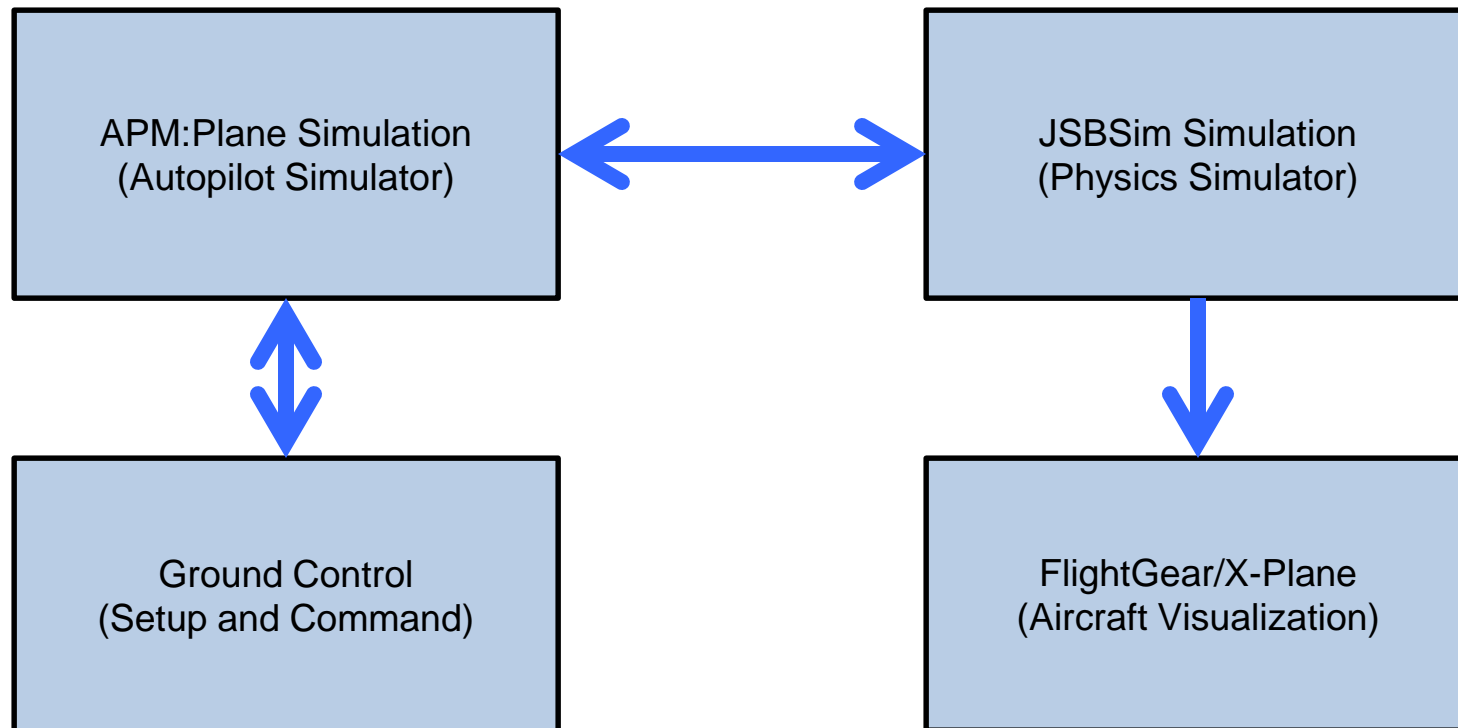 APM:Plane Simulation
(Autopilot Simulator)
JSBSim Simulation
(Physics Simulator)
Ground Control
(Setup and Command)
FlightGear/X-Plane
(Aircraft Visualization)